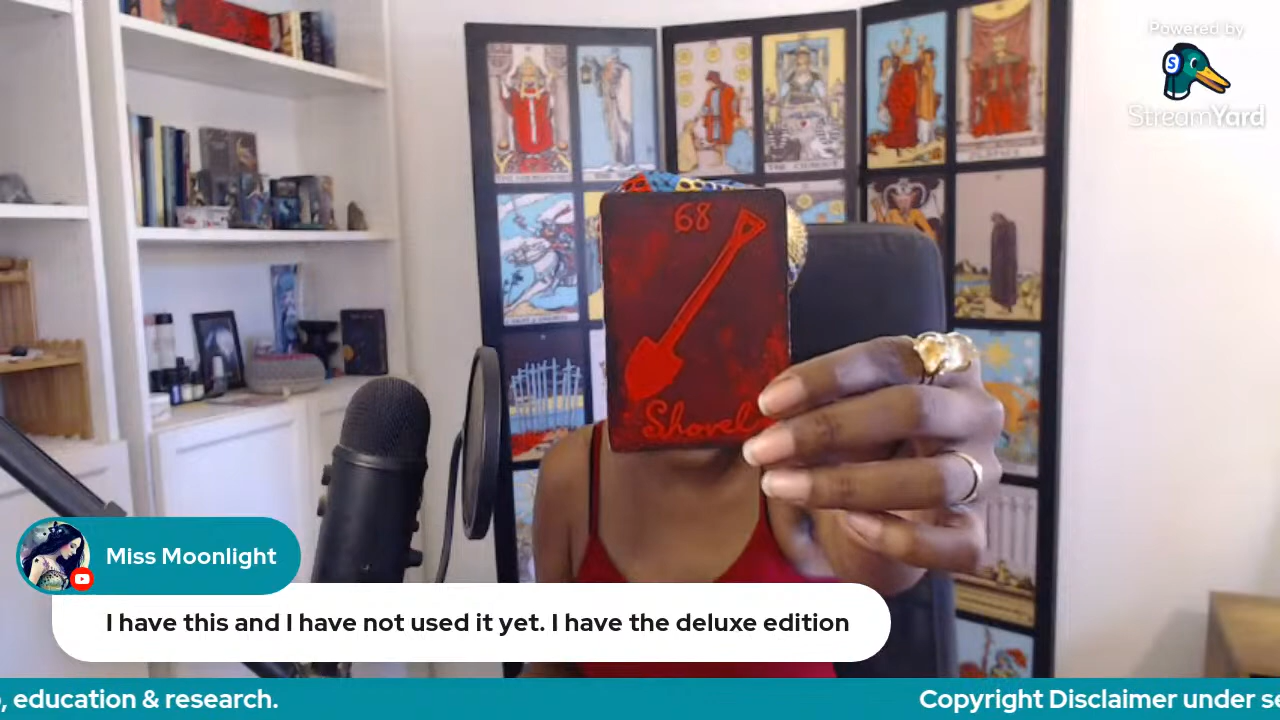 Powered by
StreamYard
68
Shovel
Miss Moonlight
I have this and I have not used it yet. I have the deluxe edition
, education & research.
Copyright Disclaimer under se